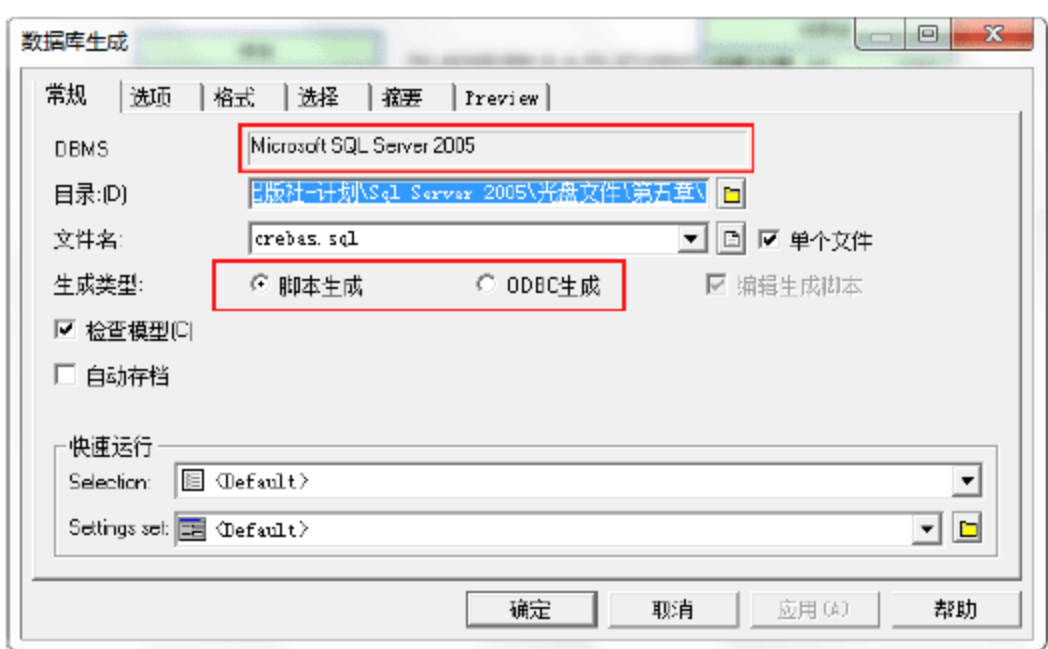 数据库生成
常规 选项 格式 选择 摘要 Preview
DBMS Microsoft SQL Server 2005
目录:(D) 版社-计划\Sql Server 2005\光盘文件\第五章\
文件名: crebas.sql 单个文件
生成类型: 脚本生成 ODBC生成 编辑生成脚本
检查模型(C)
自动存档
快速运行
Selection: <Default>
Settings set: <Default>
确定 取消 应用(A) 帮助